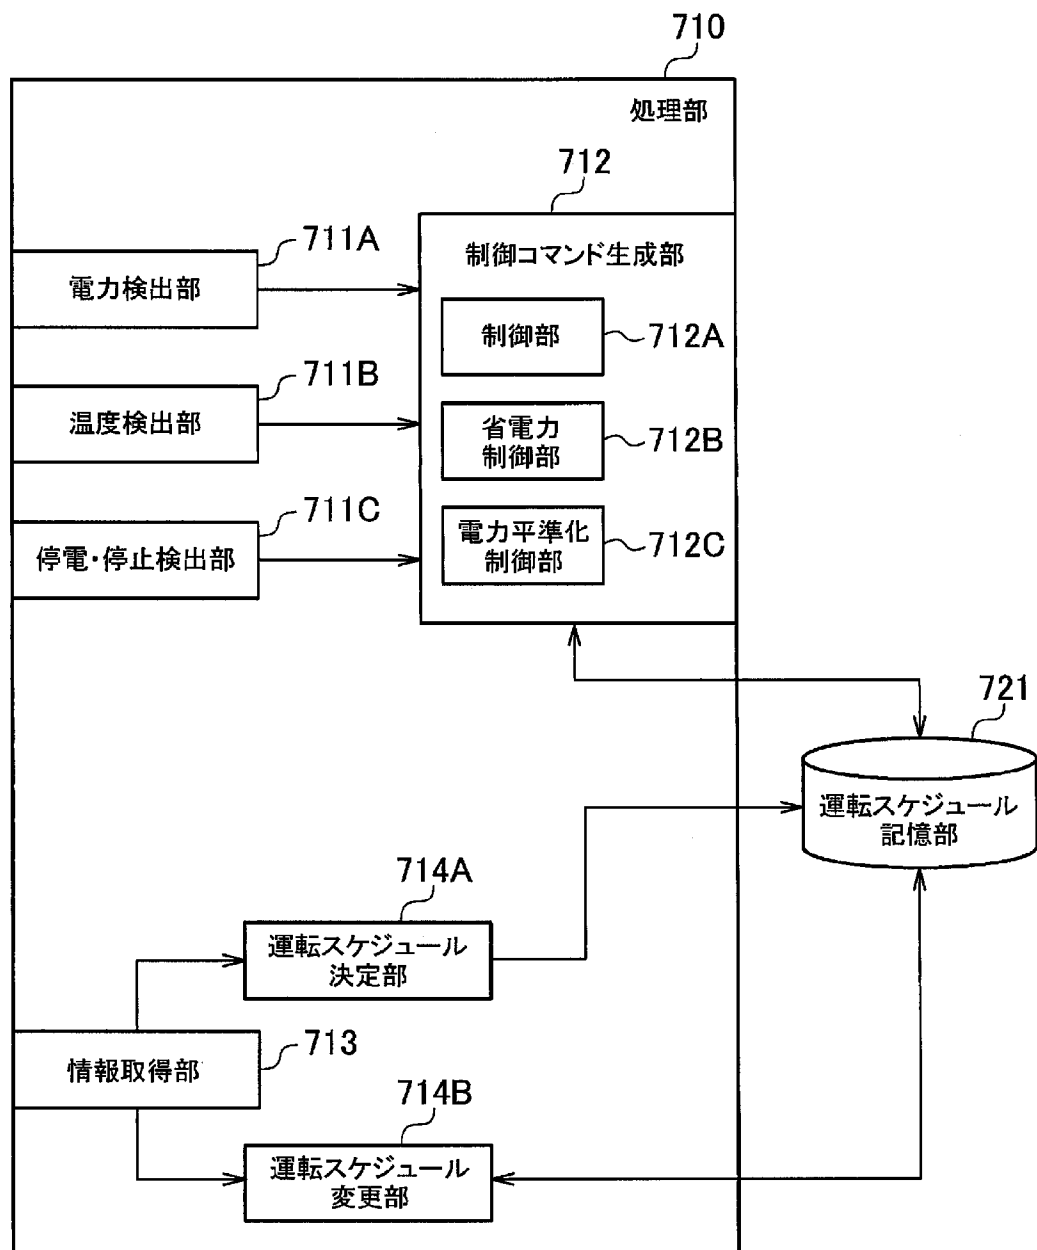 710
処理部
712
制御コマンド生成部
711A
電力検出部
制御部
712A
711B
温度検出部
省電力
制御部
712B
711C
停電・停止検出部
電力平準化
制御部
712C
721
運転スケジュール
記憶部
714A
運転スケジュール
決定部
713
情報取得部
714B
運転スケジュール
変更部